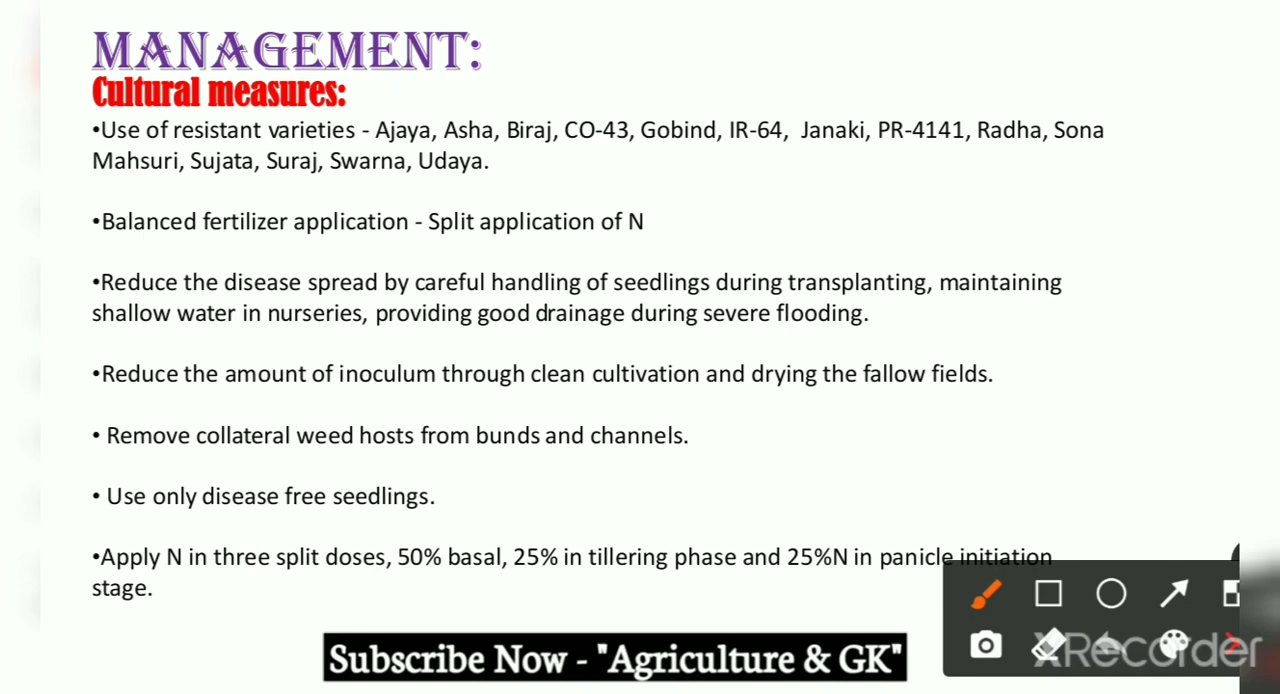 MANAGEMENT:
Cultural measures:
•Use of resistant varieties - Ajaya, Asha, Biraj, CO-43, Gobind, IR-64, Janaki, PR-4141, Radha, Sona
Mahsuri, Sujata, Suraj, Swarna, Udaya.
•Balanced fertilizer application - Split application of N
•Reduce the disease spread by careful handling of seedlings during transplanting, maintaining
shallow water in nurseries, providing good drainage during severe flooding.
•Reduce the amount of inoculum through clean cultivation and drying the fallow fields.
• Remove collateral weed hosts from bunds and channels.
• Use only disease free seedlings.
•Apply N in three split doses, 50% basal, 25% in tillering phase and 25%N in panicle initiation
stage.
Subscribe Now - "Agriculture & GK"
XRecorder